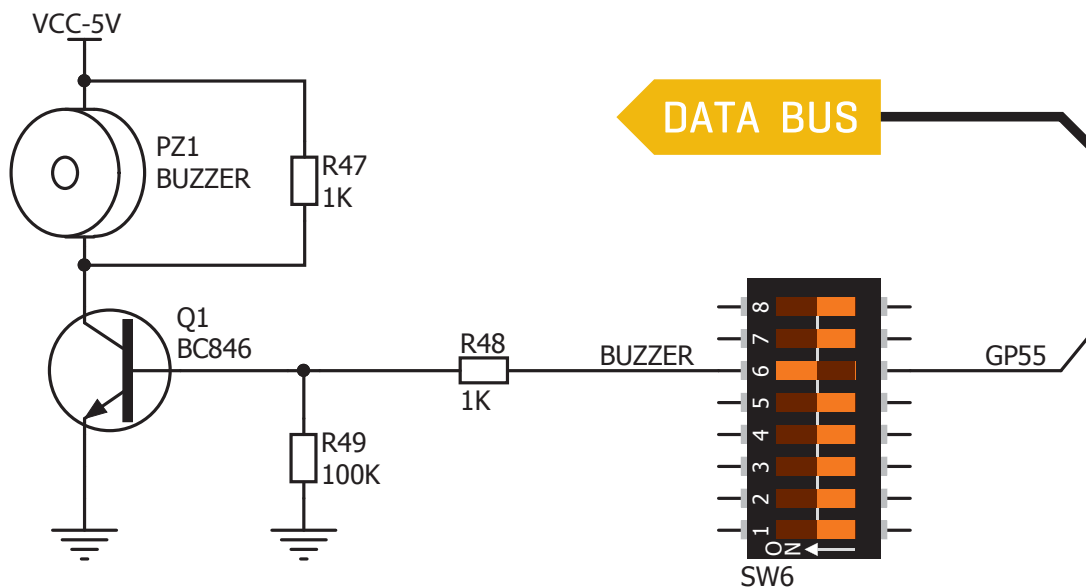 VCC-5V
DATA BUS
PZ1
BUZZER
R47
1K
Q1
BC846
R48
1K
BUZZER
GP55
R49
100K
8
7
6
5
4
3
2
1
ON
SW6